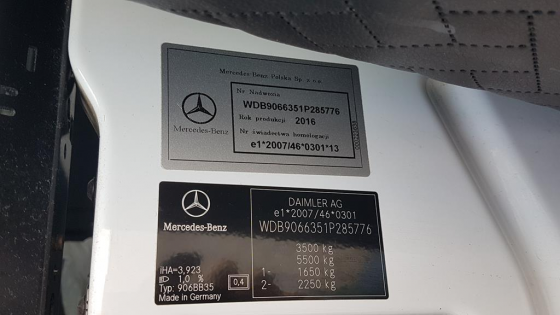 Mercedes-Benz Polska Sp. z o.o.
Nr Nadwozia
WDB9066351P285776
Rok produkcji 2016
Nr świadectwa homologacji
e1*2007/46*0301*13
Mercedes-Benz
DAIMLER AG
e1*2007/46*0301
WDB9066351P285776
3500 kg
5500 kg
1- 1650 kg
2- 2250 kg
Mercedes-Benz
iHA=3,923
1,0 %
Typ: 906BB35
Made in Germany
0,4